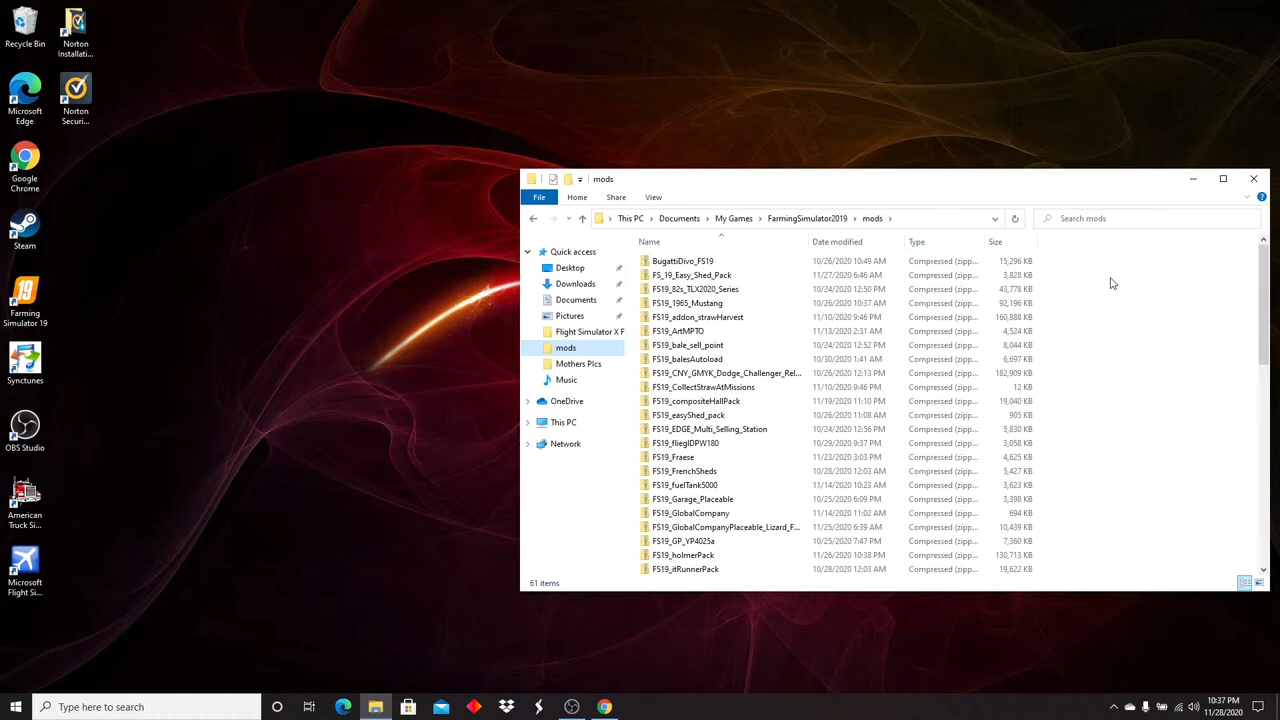 Recycle Bin
Norton
Installati...
Microsoft
Edge
Norton
Securi...
Google
Chrome
Steam
Farming
Simulator 19
Synctunes
OBS Studio
American
Truck Si...
Microsoft
Flight Si...
mods
File Home Share View
This PC > Documents > My Games > FarmingSimulator2019 > mods >
Search mods
Quick access
Desktop
Downloads
Documents
Pictures
Flight Simulator X F
mods
Mothers PIcs
Music
OneDrive
This PC
Network
Name Date modified Type Size
BugattiDivo_FS19 10/26/2020 10:49 AM Compressed (zipp... 15,296 KB
FS_19_Easy_Shed_Pack 11/27/2020 6:46 AM Compressed (zipp... 3,828 KB
FS19_82s_TLX2020_Series 10/24/2020 12:50 PM Compressed (zipp... 43,778 KB
FS19_1965_Mustang 10/26/2020 10:37 AM Compressed (zipp... 92,196 KB
FS19_addon_strawHarvest 11/10/2020 9:46 PM Compressed (zipp... 160,888 KB
FS19_ArtMPTO 11/13/2020 2:31 AM Compressed (zipp... 4,524 KB
FS19_bale_sell_point 10/24/2020 12:52 PM Compressed (zipp... 8,044 KB
FS19_balesAutoload 10/30/2020 1:41 AM Compressed (zipp... 6,697 KB
FS19_CNY_GMYK_Dodge_Challenger_Rel... 10/26/2020 12:13 PM Compressed (zipp... 182,909 KB
FS19_CollectStrawAtMissions 11/10/2020 9:46 PM Compressed (zipp... 12 KB
FS19_compositeHallPack 11/19/2020 11:10 PM Compressed (zipp... 19,040 KB
FS19_easyShed_pack 10/26/2020 11:08 AM Compressed (zipp... 905 KB
FS19_EDGE_Multi_Selling_Station 10/24/2020 12:56 PM Compressed (zipp... 5,830 KB
FS19_fliegIDPW180 10/29/2020 9:37 PM Compressed (zipp... 3,058 KB
FS19_Fraese 11/23/2020 3:03 PM Compressed (zipp... 4,625 KB
FS19_FrenchSheds 10/28/2020 12:03 AM Compressed (zipp... 5,427 KB
FS19_fuelTank5000 11/14/2020 10:23 AM Compressed (zipp... 3,623 KB
FS19_Garage_Placeable 10/25/2020 6:09 PM Compressed (zipp... 3,398 KB
FS19_GlobalCompany 11/14/2020 11:02 AM Compressed (zipp... 694 KB
FS19_GlobalCompanyPlaceable_Lizard_F... 11/25/2020 6:39 AM Compressed (zipp... 10,439 KB
FS19_GP_YP4025a 10/25/2020 7:47 PM Compressed (zipp... 7,360 KB
FS19_holmerPack 11/26/2020 10:38 PM Compressed (zipp... 130,713 KB
FS19_itRunnerPack 10/28/2020 12:03 AM Compressed (zipp... 19,622 KB
61 items
Type here to search
10:37 PM
11/28/2020